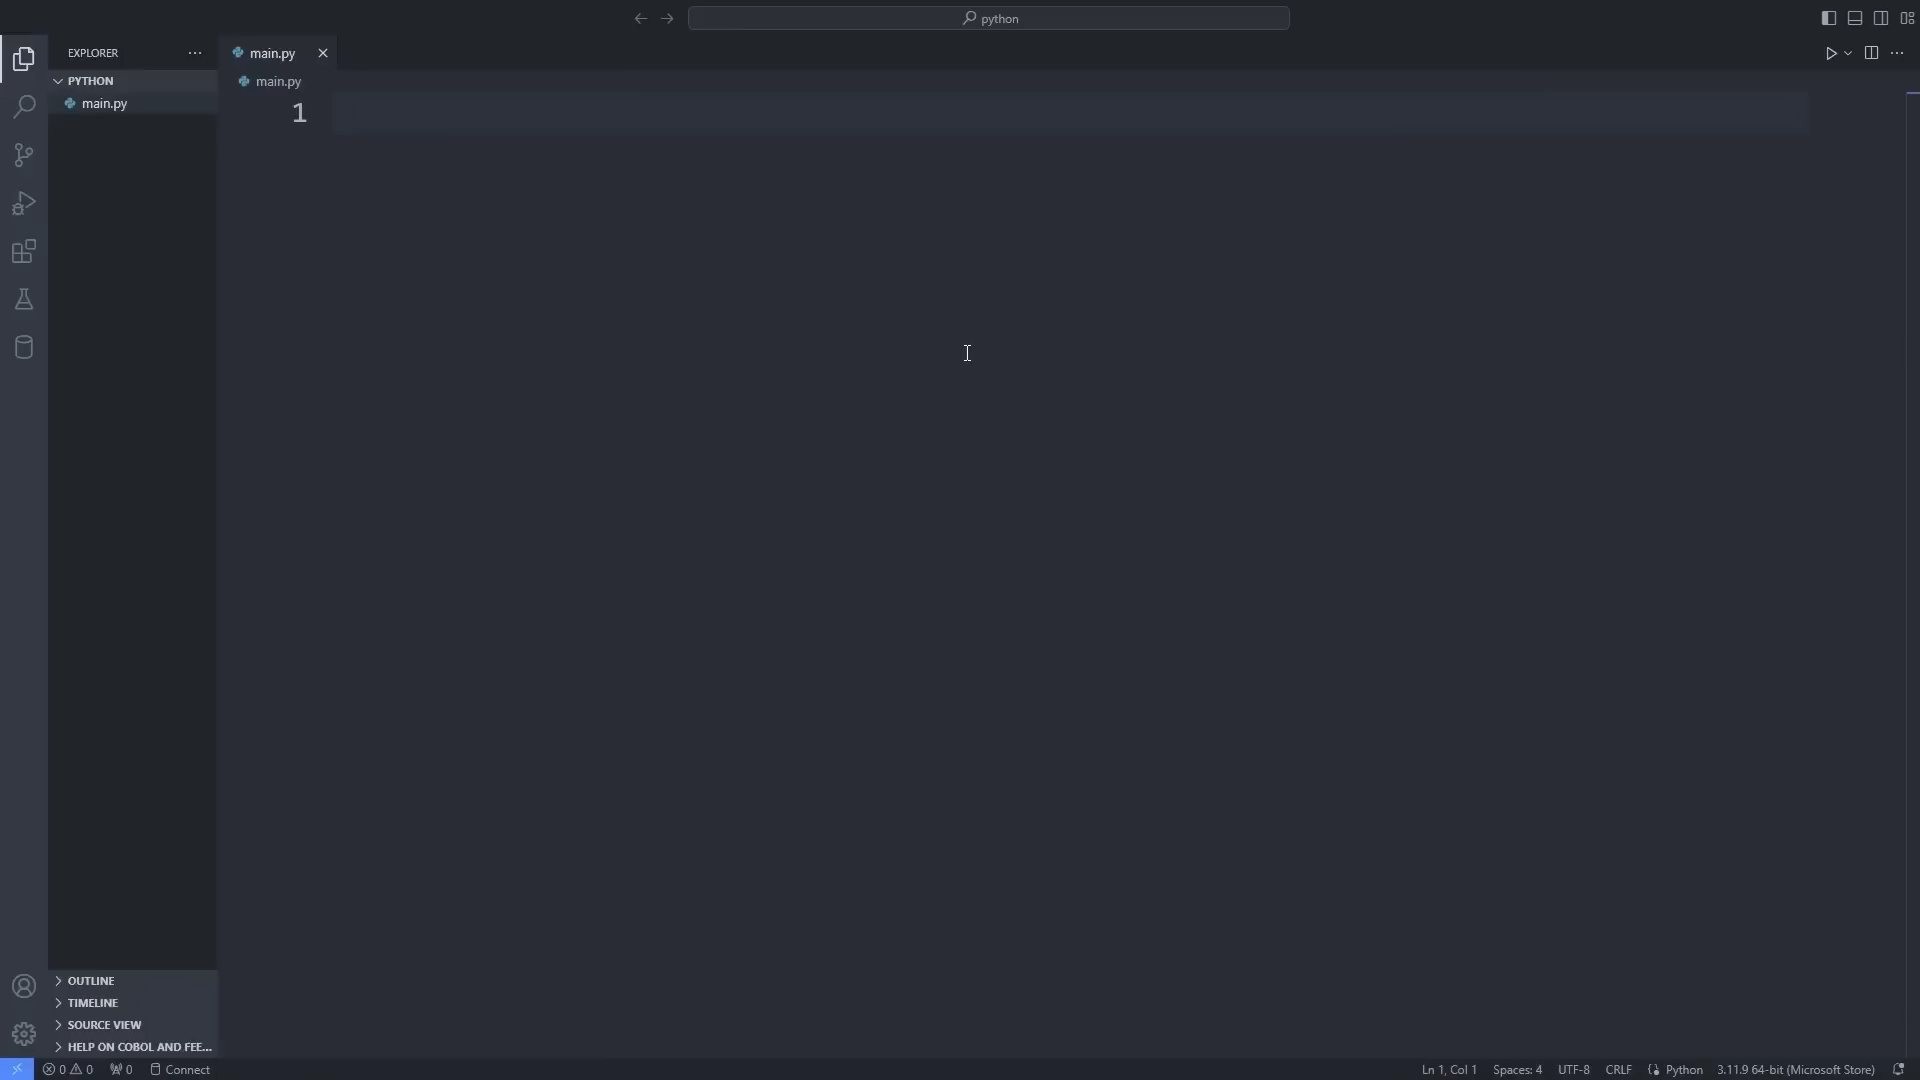 python
EXPLORER
main.py
PYTHON
main.py
main.py
1
OUTLINE
TIMELINE
SOURCE VIEW
HELP ON COBOL AND FEE...
0 0 0 Connect
Ln 1, Col 1 Spaces: 4 UTF-8 CRLF Python 3.11.9 64-bit (Microsoft Store)